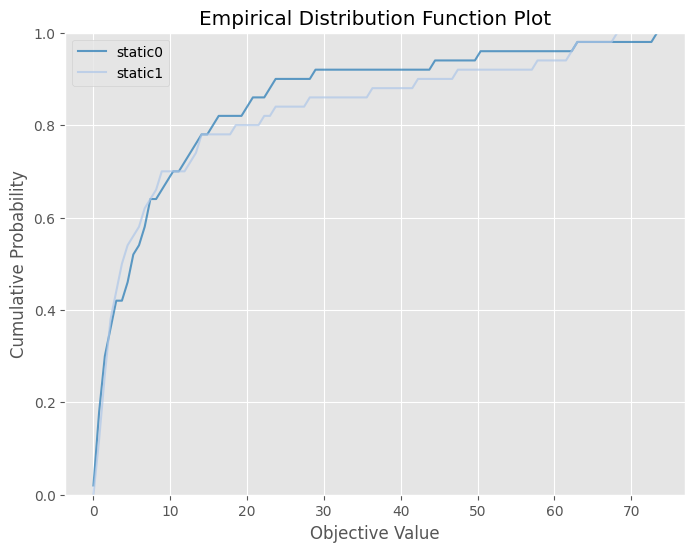 Empirical Distribution Function Plot
static0
static1
Cumulative Probability
1.0
0.8
0.6
0.4
0.2
0.0
0 10 20 30 40 50 60 70
Objective Value